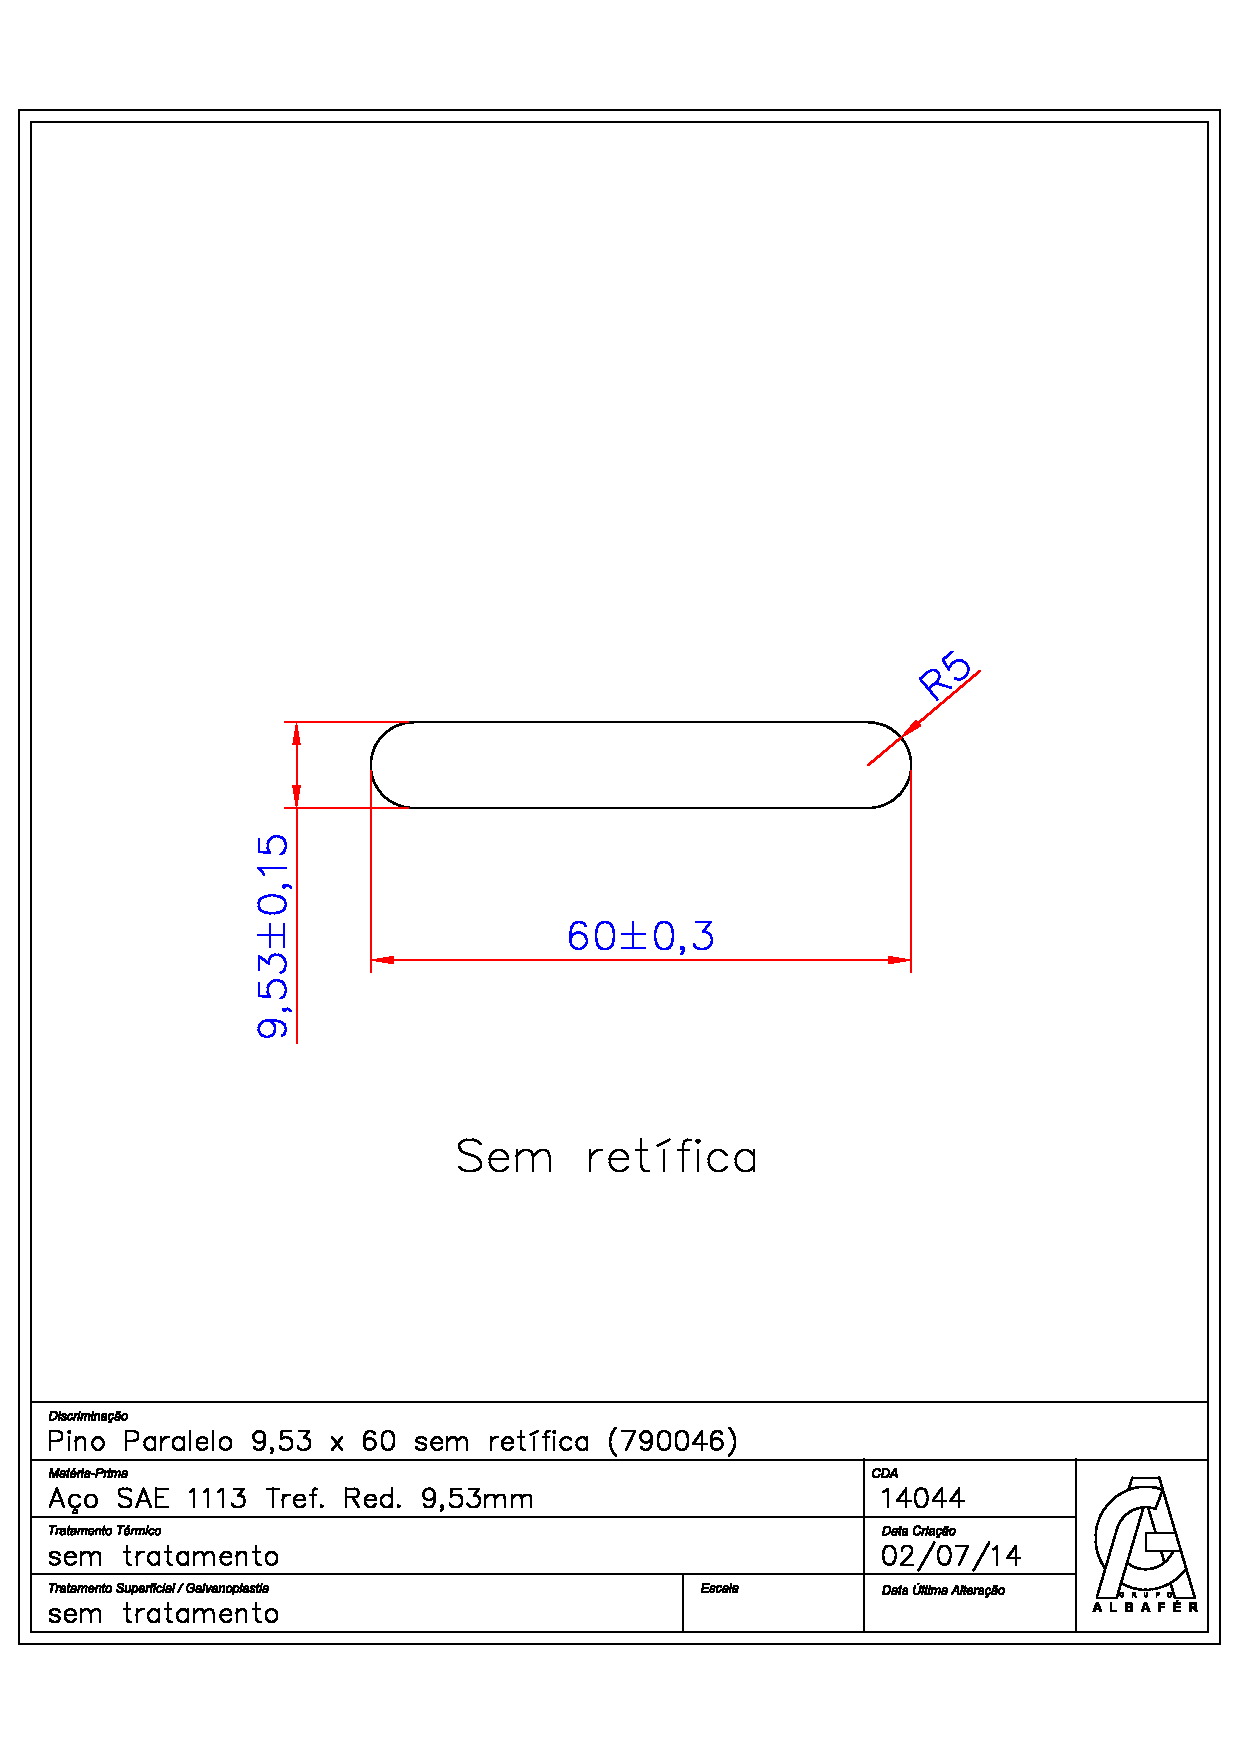 R5
9,53±0,15
60±0,3
Sem retífica
Discriminação
Pino Paralelo 9,53 x 60 sem retífica (790046)
Matéria-Prima
Aço SAE 1113 Tref. Red. 9,53mm
CDA
14044
Tratamento Térmico
sem tratamento
Data Criação
02/07/14
Tratamento Superficial / Galvanoplastia
sem tratamento
Escala
Data Última Alteração
GRUPO
ALBAFÉR